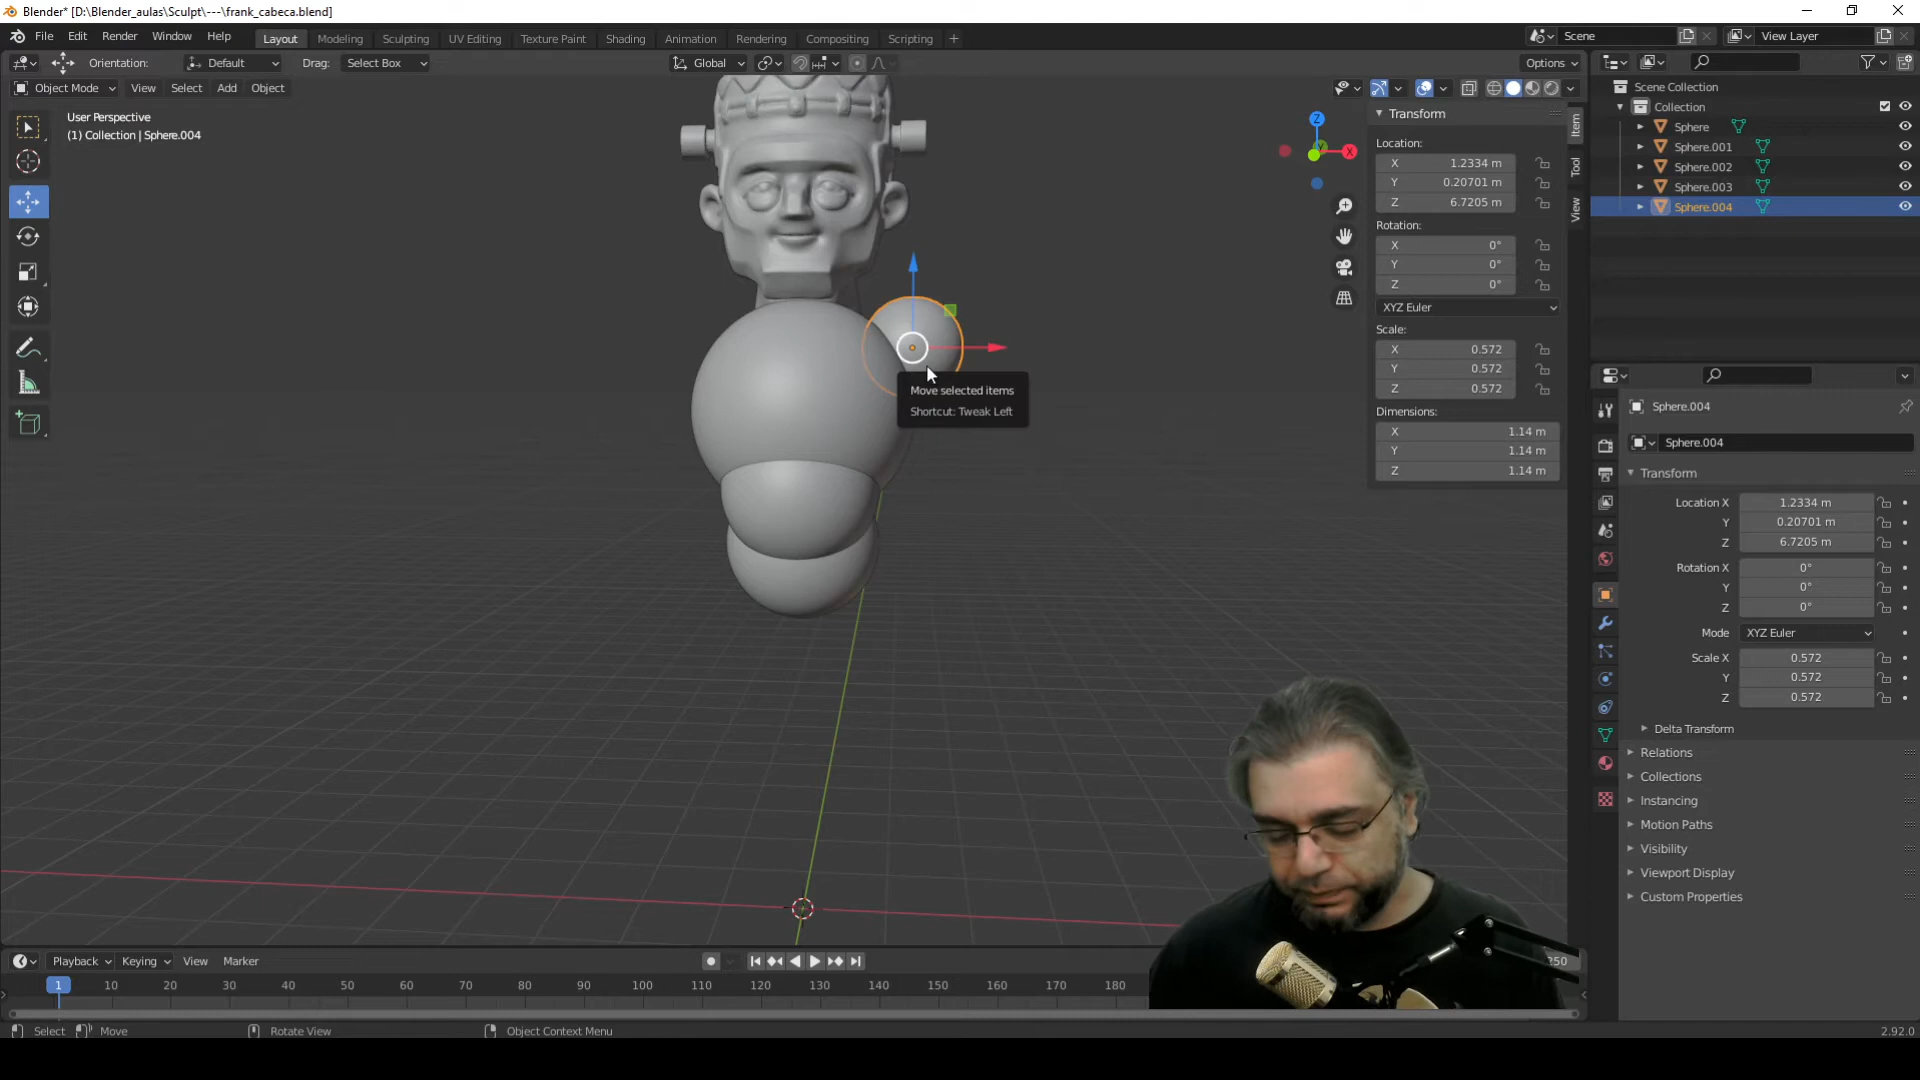 Blender* [D:\Blender_aulas\Sculpt\---\frank_cabeca.blend]
File Edit Render Window Help
Layout Modeling Sculpting UV Editing Texture Paint Shading Animation Rendering Compositing Scripting
Scene
View Layer
Orientation: Default Drag: Select Box
Global
Options
Object Mode View Select Add Object
User Perspective
(1) Collection | Sphere.004
Z
X
Move selected items
Shortcut: Tweak Left
Transform
Location:
X 1.2334 m
Y 0.20701 m
Z 6.7205 m
Rotation:
X 0°
Y 0°
Z 0°
XYZ Euler
Scale:
X 0.572
Y 0.572
Z 0.572
Dimensions:
X 1.14 m
Y 1.14 m
Z 1.14 m
Item
Tool
View
Scene Collection
Collection
Sphere
Sphere.001
Sphere.002
Sphere.003
Sphere.004
Sphere.004
Sphere.004
Transform
Location X 1.2334 m
Y 0.20701 m
Z 6.7205 m
Rotation X 0°
Y 0°
Z 0°
Mode XYZ Euler
Scale X 0.572
Y 0.572
Z 0.572
Delta Transform
Relations
Collections
Instancing
Motion Paths
Visibility
Viewport Display
Custom Properties
Playback Keying View Marker
250
1 10 20 30 40 50 60 70 80 90 100 110 120 130 140 150 160 170 180
Select Move Rotate View Object Context Menu
2.92.0